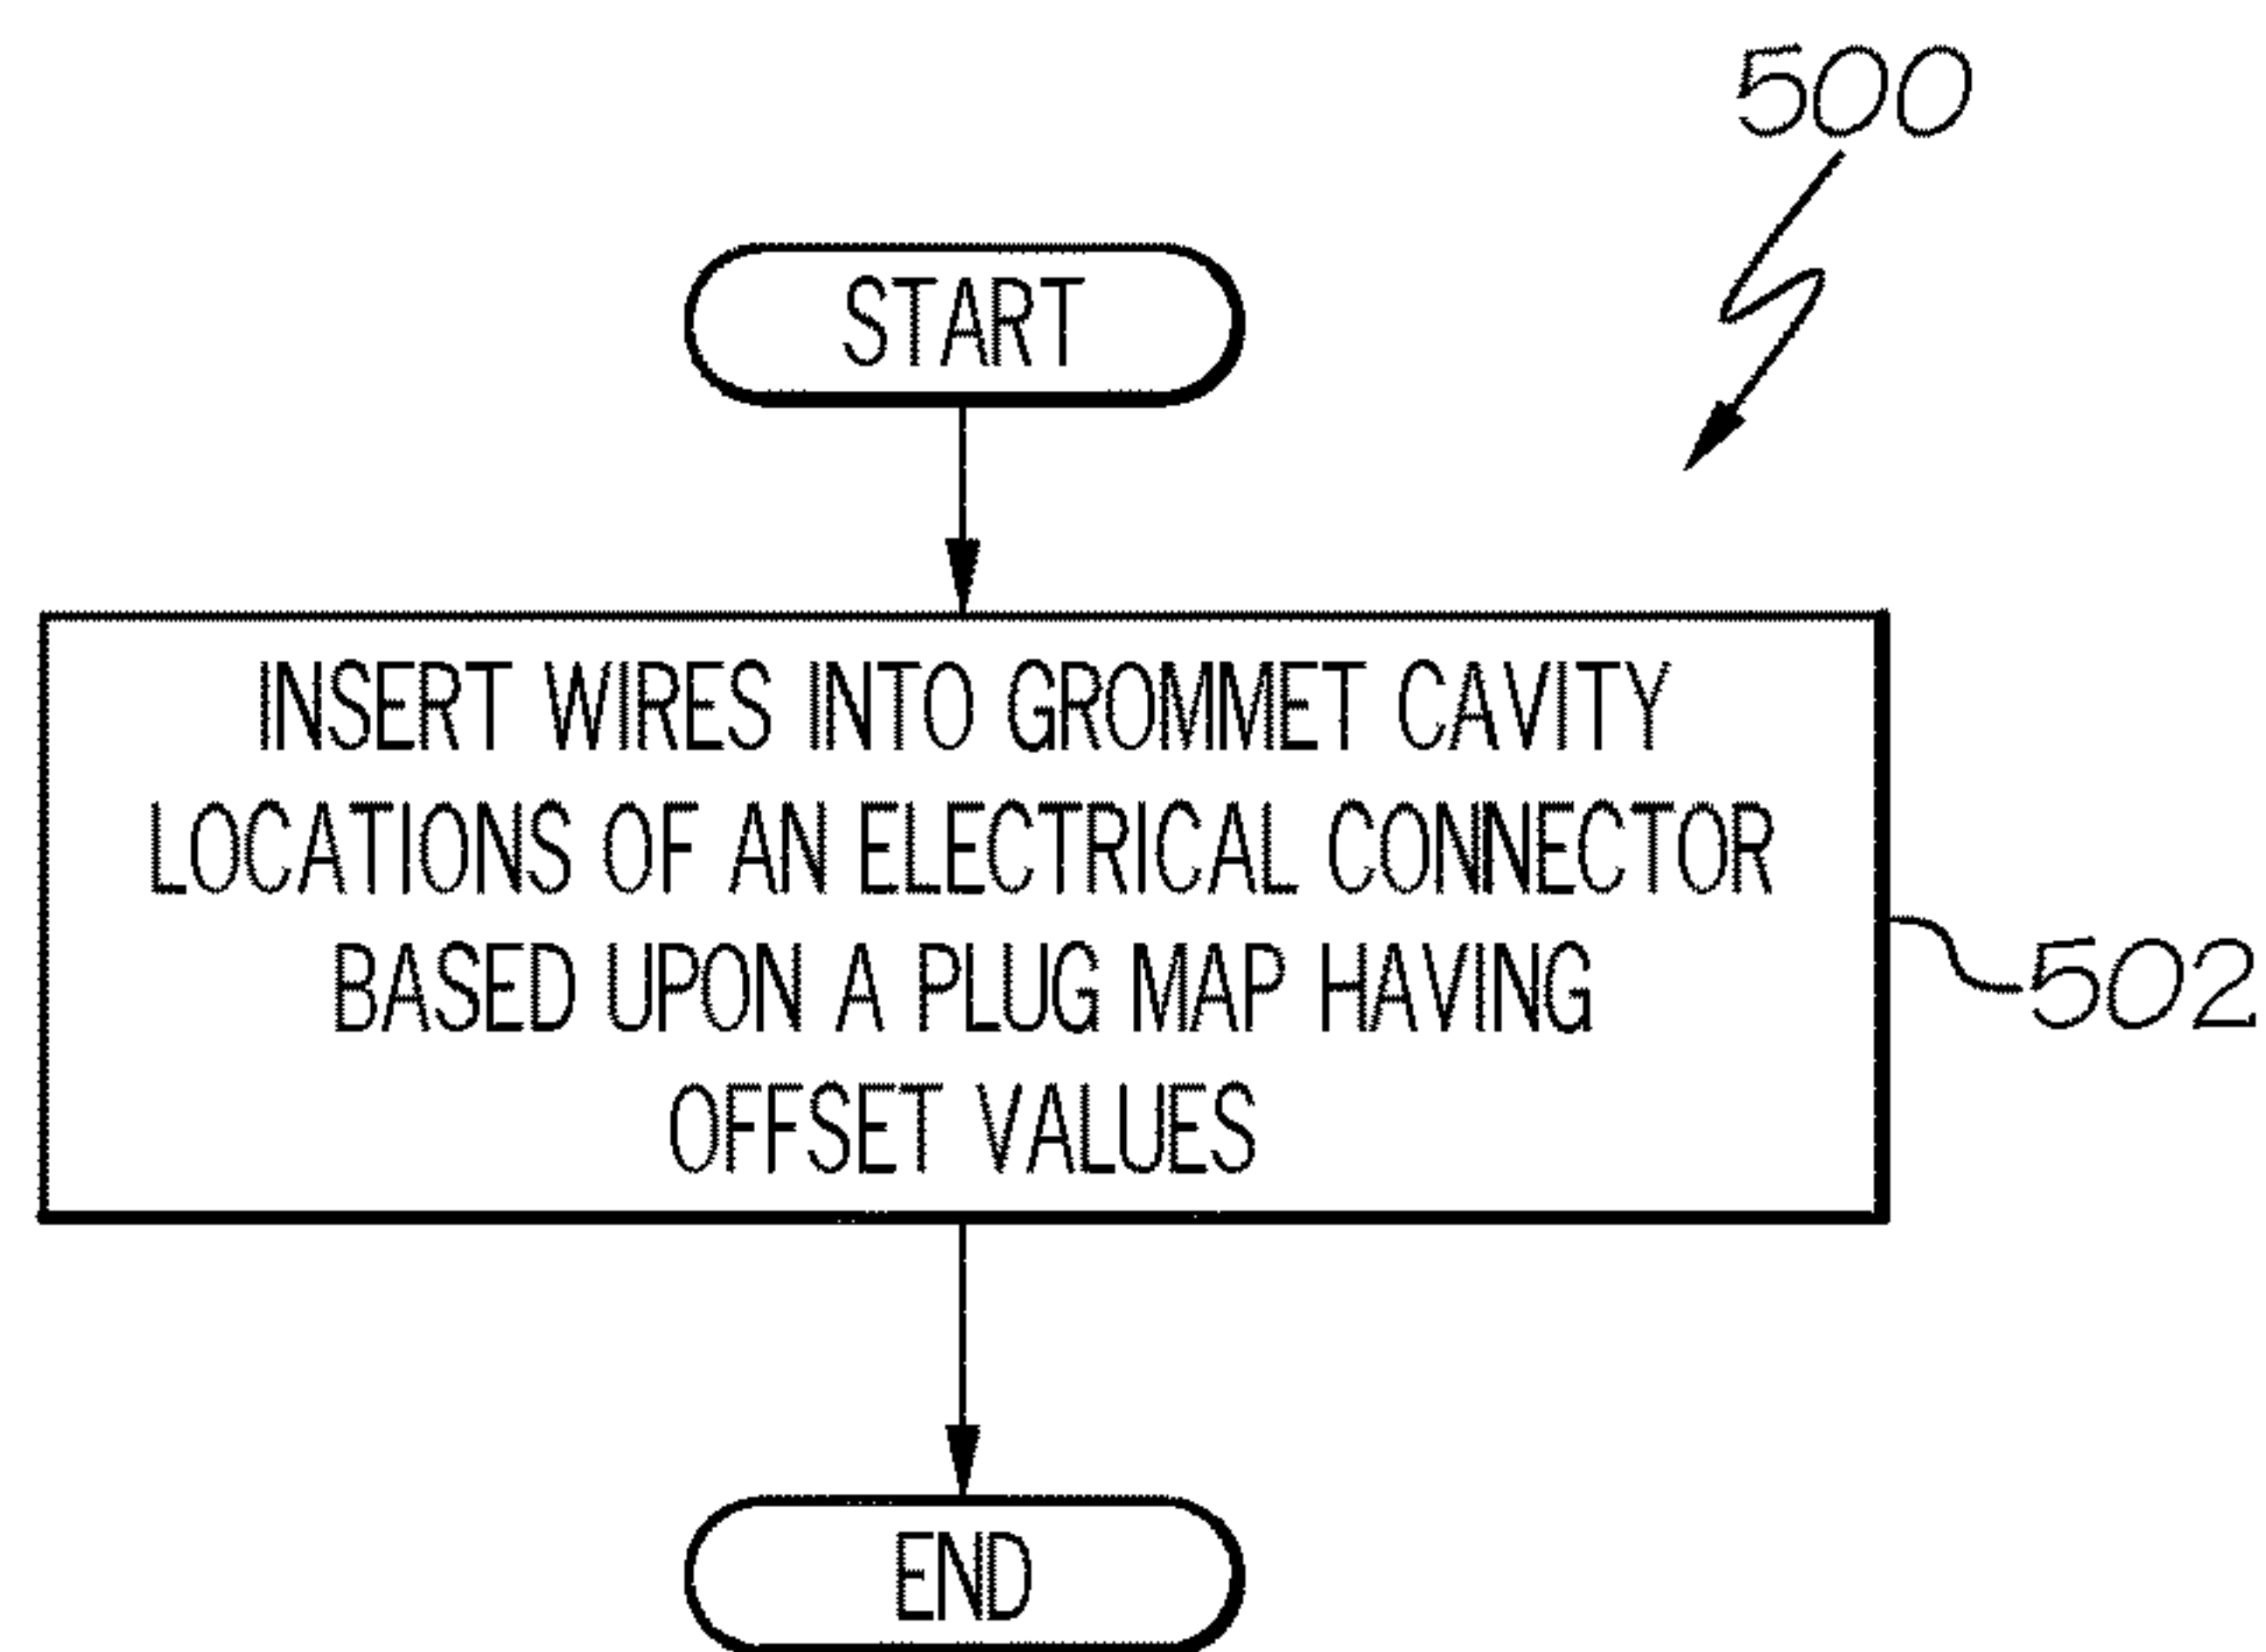 500
START
INSERT WIRES INTO GROMMET CAVITY
LOCATIONS OF AN ELECTRICAL CONNECTOR
BASED UPON A PLUG MAP HAVING
OFFSET VALUES
502
END